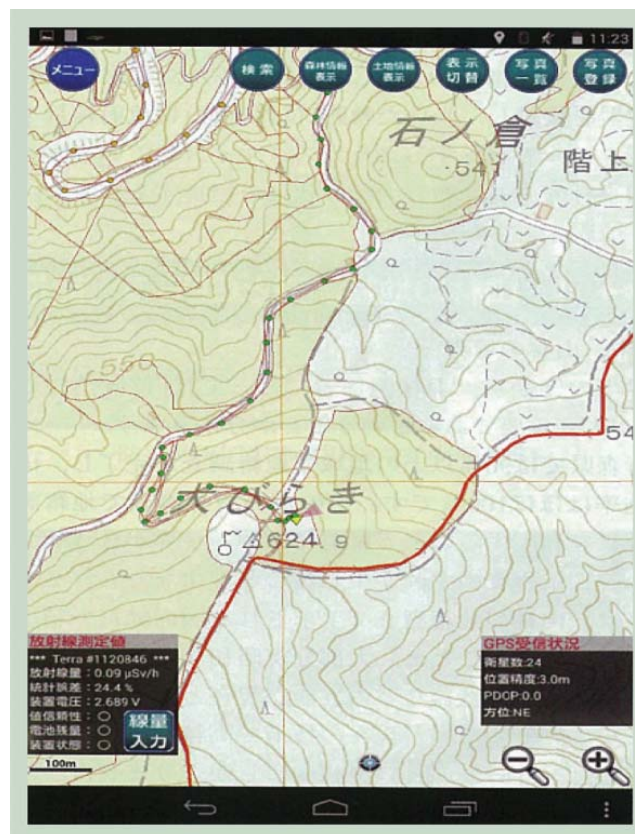 11:23
メニュー
検索
森林情報
表示
土地情報
表示
表示
切替
写真
一覧
写真
登録
石ノ倉
・541
階上
550
54
大びらき
624.9
放射線測定値
*** Terra #1120846 ***
放射線量：0.09 μSv/h
統計誤差：24.4 %
装置電圧：2.689 V
値信頼性：○
電池残量：○
装置状態：○
線量
入力
100m
GPS受信状況
衛星数:24
位置精度:3.0m
PDOP:0.0
方位:NE